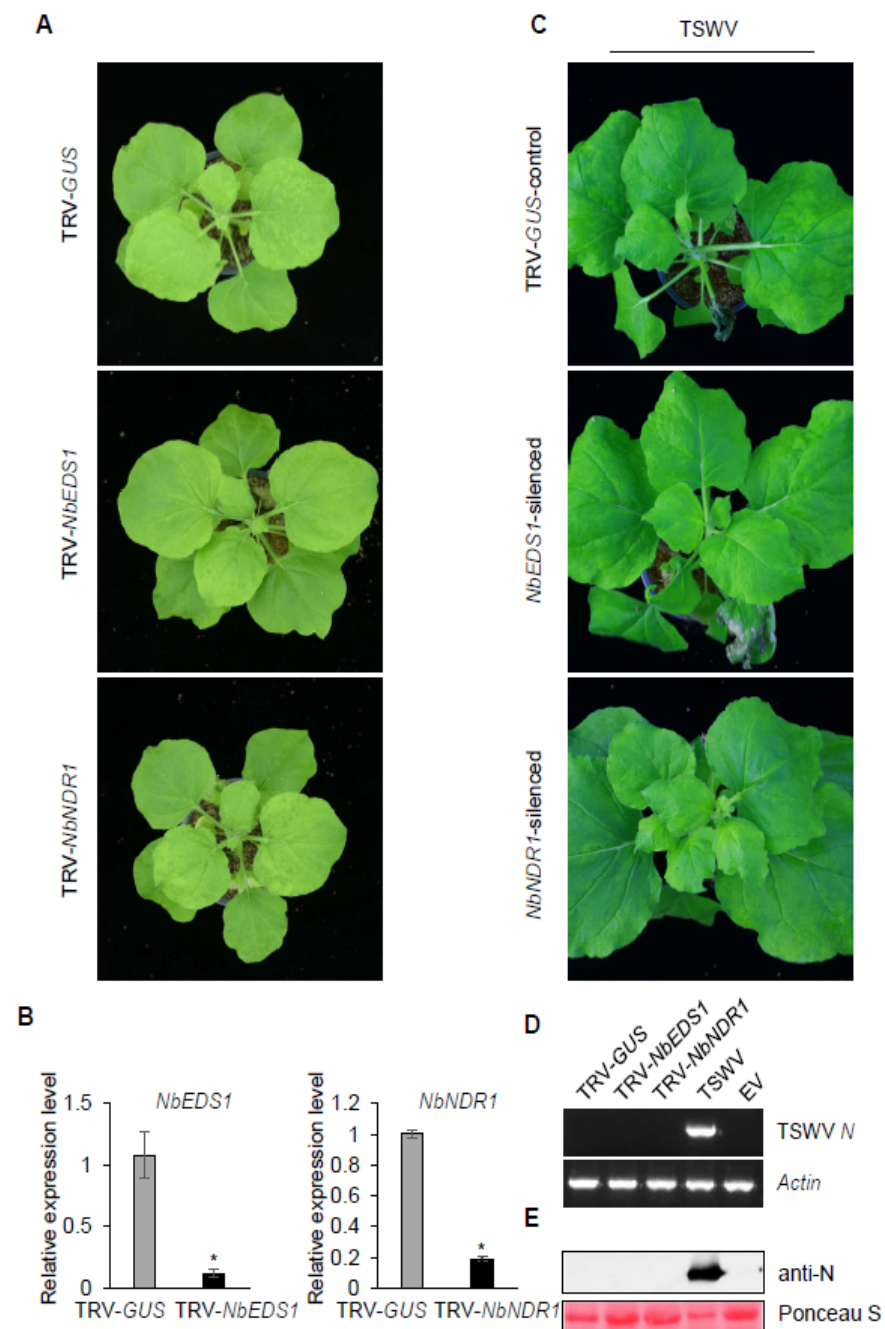 A
TRV-GUS
TRV-NbEDS1
TRV-NbNDR1
C
TSWV
TRV-GUS-control
NbEDS1-silenced
NbNDR1-silenced
B
Relative expression level
NbEDS1
1.5
1
0.5
0
*
TRV-GUS TRV-NbEDS1
Relative expression level
NbNDR1
1.2
1
0.8
0.6
0.4
0.2
0
*
TRV-GUS TRV-NbNDR1
D
TRV-GUS
TRV-NbEDS1
TRV-NbNDR1
TSWV
EV
TSWV N
Actin
E
anti-N
Ponceau S